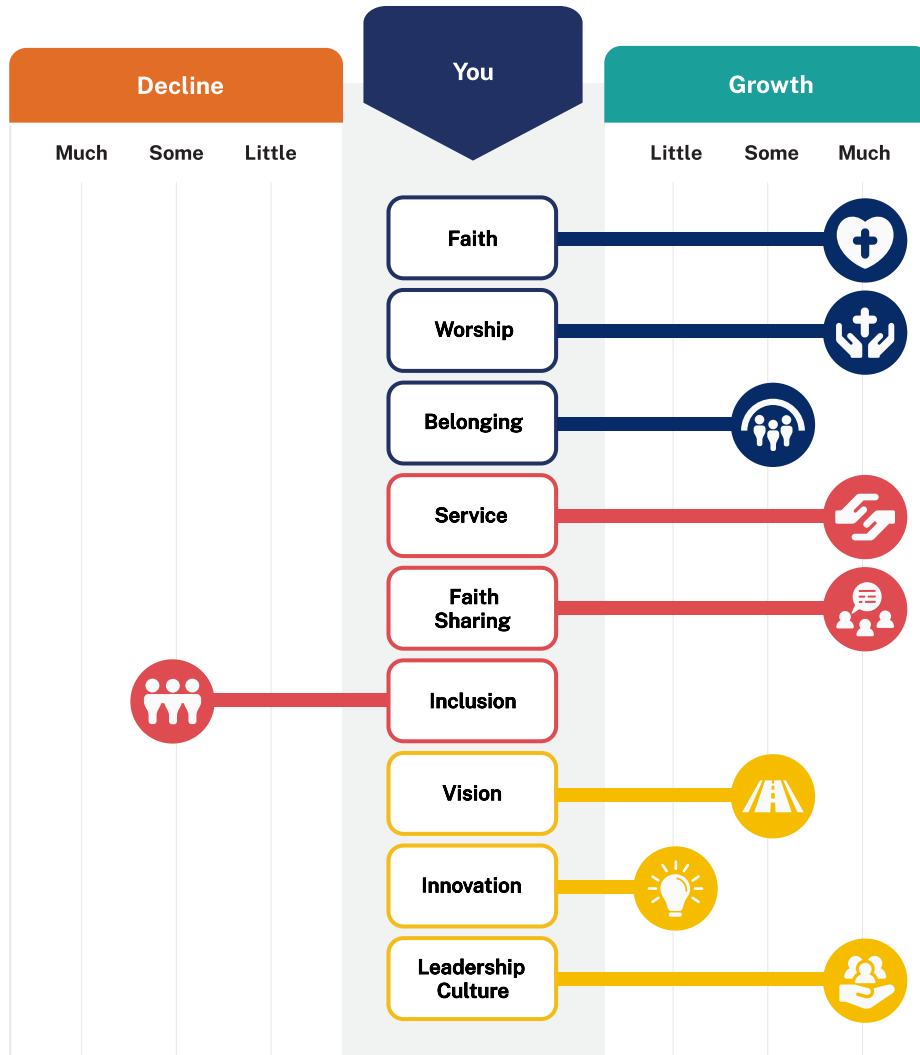 You
Decline
Growth
Much Some Little
Little Some Much
Faith
Worship
Belonging
Service
Faith
Sharing
Inclusion
Vision
Innovation
Leadership
Culture